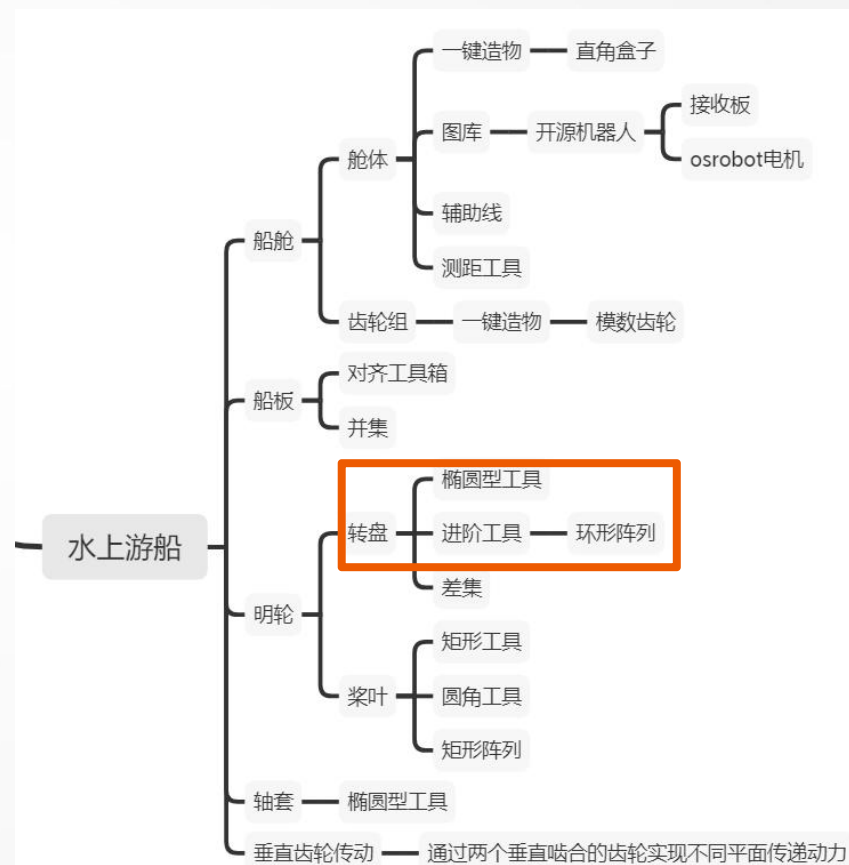 一键造物
直角盒子
接收板
图库
开源机器人
舱体
osrobot电机
辅助线
船舱
测距工具
齿轮组
一键造物
模数齿轮
对齐工具箱
船板
并集
椭圆型工具
转盘
进阶工具
环形阵列
水上游船
差集
明轮
矩形工具
桨叶
圆角工具
矩形阵列
轴套
椭圆型工具
垂直齿轮传动
通过两个垂直啮合的齿轮实现不同平面传递动力